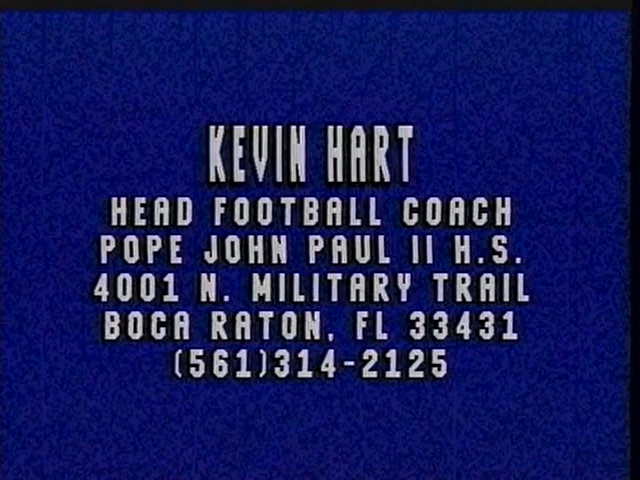 KEVIN HART
HEAD FOOTBALL COACH
POPE JOHN PAUL II H.S.
4001 N. MILITARY TRAIL
BOCA RATON, FL 33431
(561)314-2125